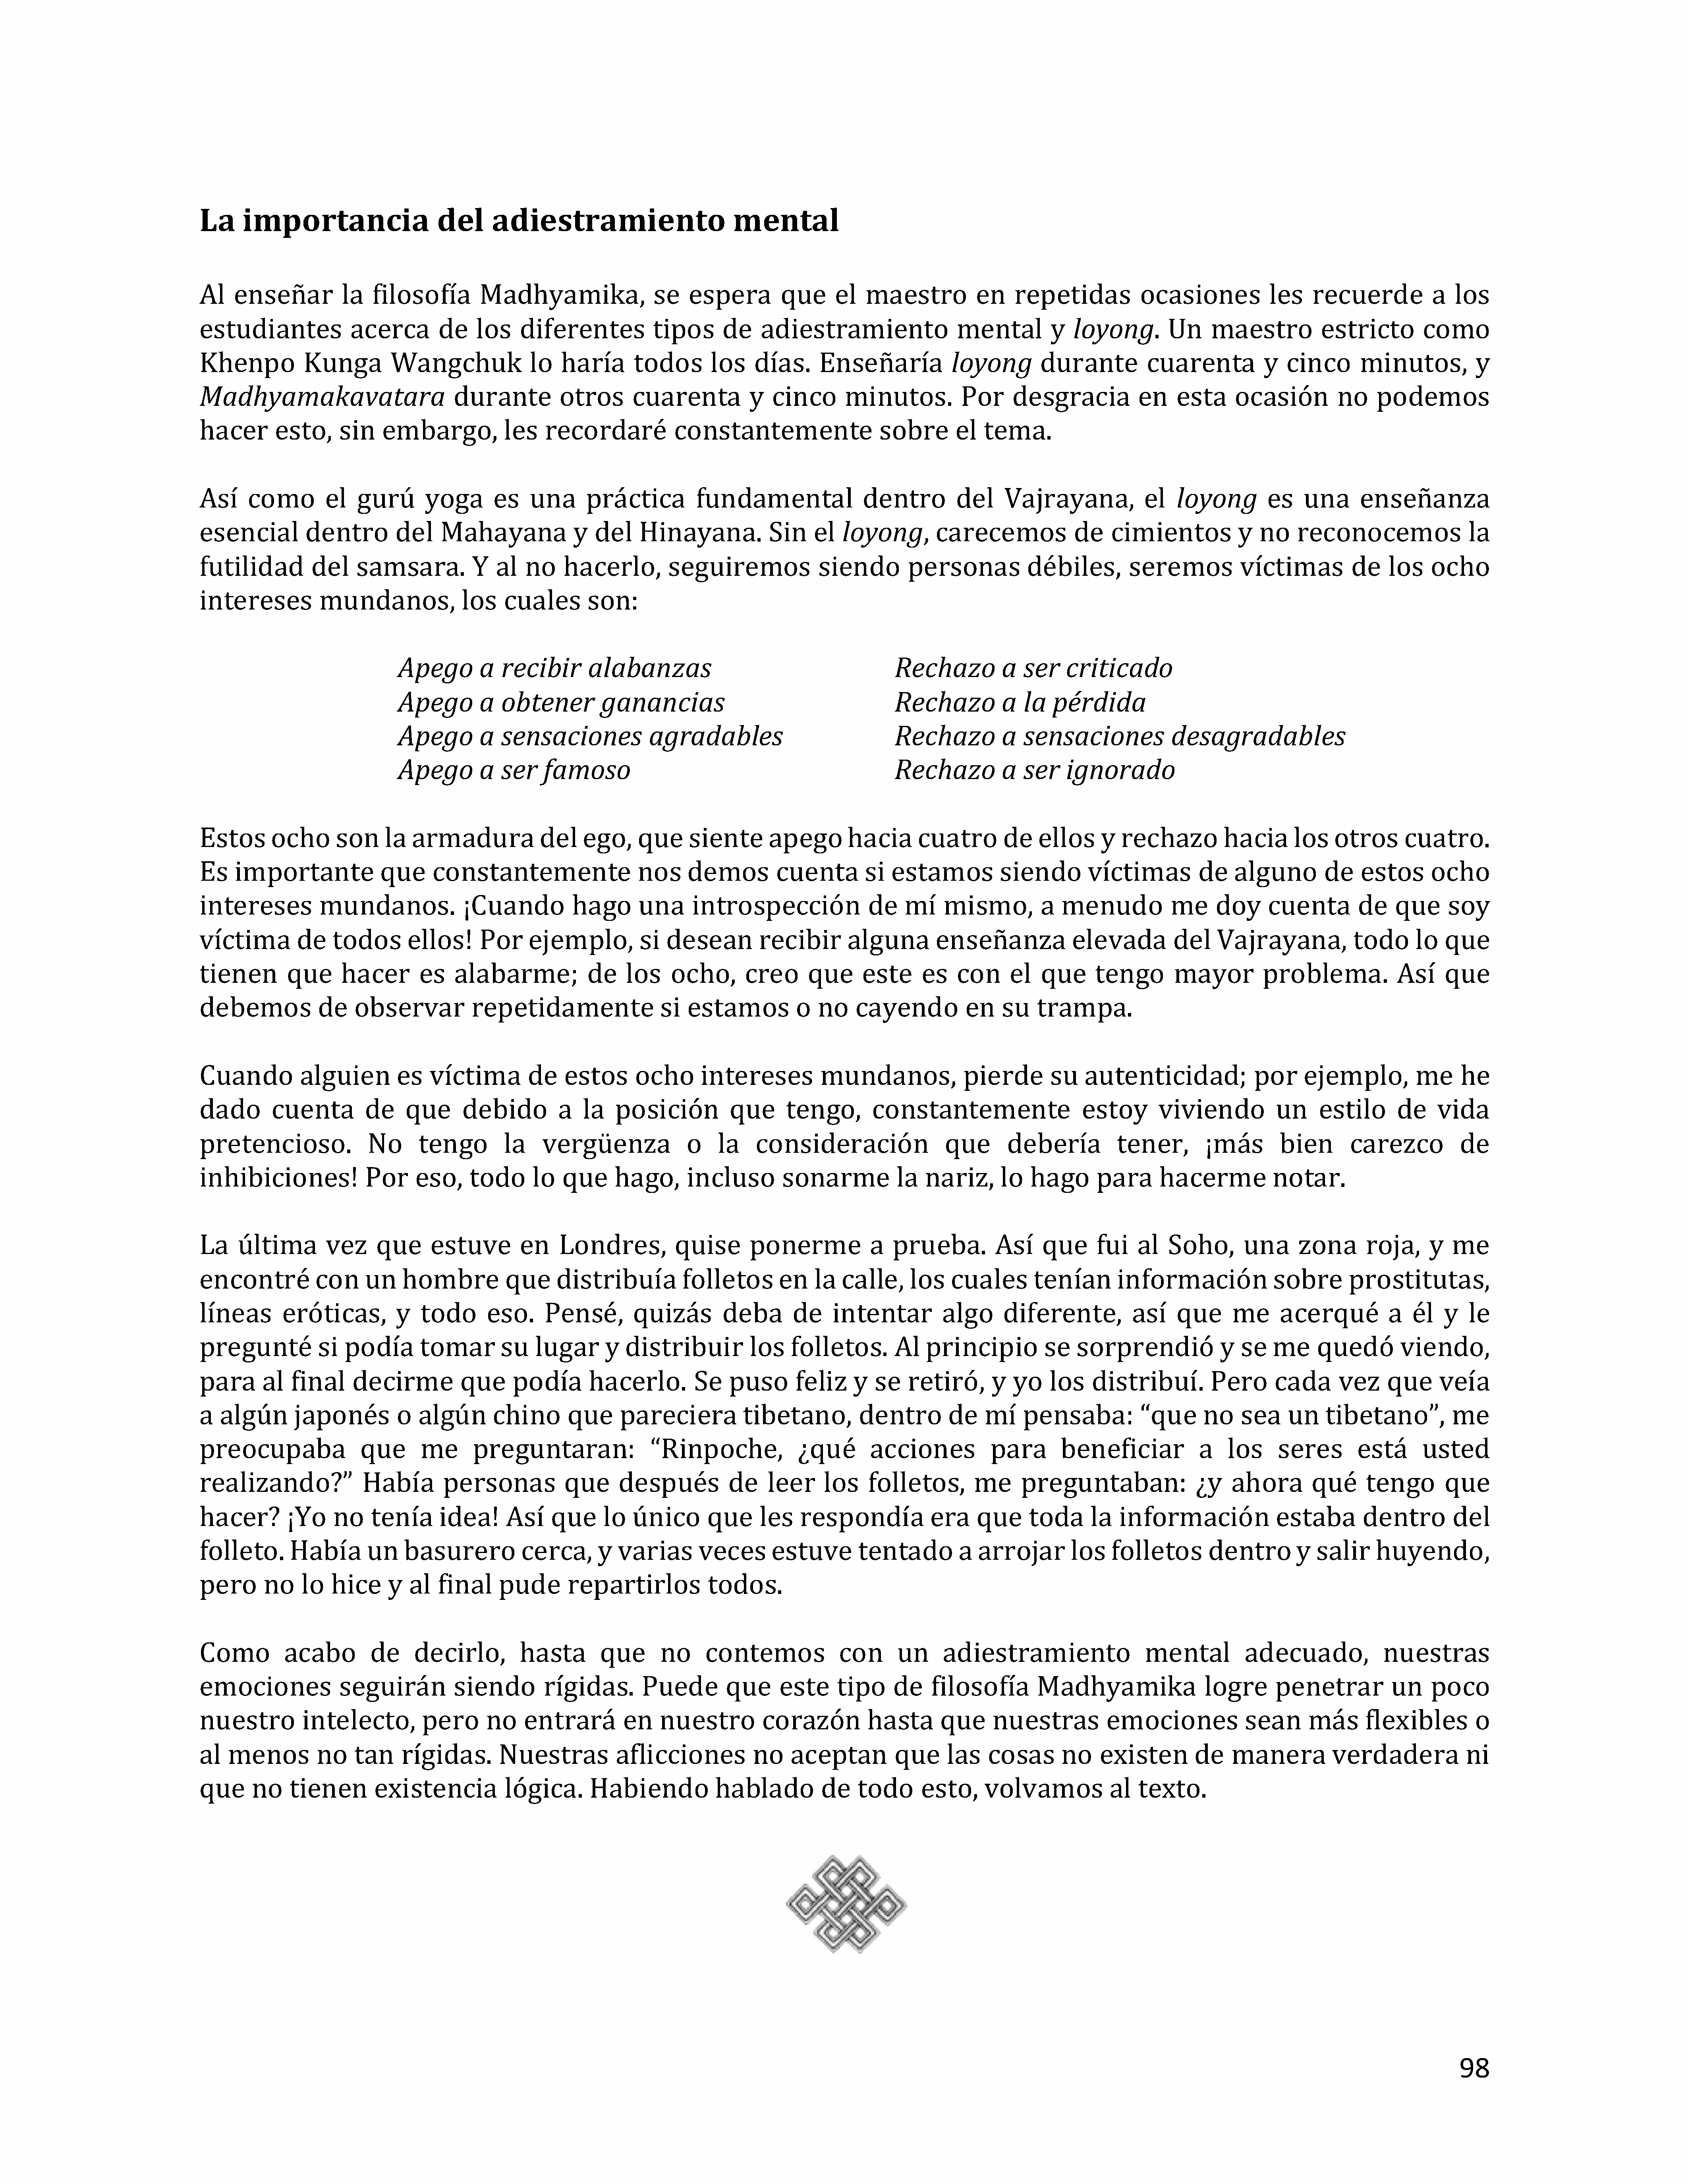 La importancia del adiestramiento mental
Al enseñar la filosofía Madhyamika, se espera que el maestro en repetidas ocasiones les recuerde a los
estudiantes acerca de los diferentes tipos de adiestramiento mental y loyong. Un maestro estricto como
Khenpo Kunga Wangchuk lo haría todos los días. Enseñaría loyong durante cuarenta y cinco minutos, y
Madhyamakavatara durante otros cuarenta y cinco minutos. Por desgracia en esta ocasión no podemos
hacer esto, sin embargo, les recordaré constantemente sobre el tema.
Así como el gurú yoga es una práctica fundamental dentro del Vajrayana, el loyong es una enseñanza
esencial dentro del Mahayana y del Hinayana. Sin el loyong, carecemos de cimientos y no reconocemos la
futilidad del samsara. Y al no hacerlo, seguiremos siendo personas débiles, seremos víctimas de los ocho
intereses mundanos, los cuales son:
Apego a recibir alabanzas Rechazo a ser criticado
Apego a obtener ganancias Rechazo a la pérdida
Apego a sensaciones agradables Rechazo a sensaciones desagradables
Apego a ser famoso Rechazo a ser ignorado
Estos ocho son la armadura del ego, que siente apego hacia cuatro de ellos y rechazo hacia los otros cuatro.
Es importante que constantemente nos demos cuenta si estamos siendo víctimas de alguno de estos ocho
intereses mundanos. ¡Cuando hago una introspección de mí mismo, a menudo me doy cuenta de que soy
víctima de todos ellos! Por ejemplo, si desean recibir alguna enseñanza elevada del Vajrayana, todo lo que
tienen que hacer es alabarme; de los ocho, creo que este es con el que tengo mayor problema. Así que
debemos de observar repetidamente si estamos o no cayendo en su trampa.
Cuando alguien es víctima de estos ocho intereses mundanos, pierde su autenticidad; por ejemplo, me he
dado cuenta de que debido a la posición que tengo, constantemente estoy viviendo un estilo de vida
pretencioso. No tengo la vergüenza o la consideración que debería tener, ¡más bien carezco de
inhibiciones! Por eso, todo lo que hago, incluso sonarme la nariz, lo hago para hacerme notar.
La última vez que estuve en Londres, quise ponerme a prueba. Así que fui al Soho, una zona roja, y me
encontré con un hombre que distribuía folletos en la calle, los cuales tenían información sobre prostitutas,
líneas eróticas, y todo eso. Pensé, quizás deba de intentar algo diferente, así que me acerqué a él y le
pregunté si podía tomar su lugar y distribuir los folletos. Al principio se sorprendió y se me quedó viendo,
para al final decirme que podía hacerlo. Se puso feliz y se retiró, y yo los distribuí. Pero cada vez que veía
a algún japonés o algún chino que pareciera tibetano, dentro de mí pensaba: “que no sea un tibetano”, me
preocupaba que me preguntaran: “Rinpoche, ¿qué acciones para beneficiar a los seres está usted
realizando?” Había personas que después de leer los folletos, me preguntaban: ¿y ahora qué tengo que
hacer? ¡Yo no tenía idea! Así que lo único que les respondía era que toda la información estaba dentro del
folleto. Había un basurero cerca, y varias veces estuve tentado a arrojar los folletos dentro y salir huyendo,
pero no lo hice y al final pude repartirlos todos.
Como acabo de decirlo, hasta que no contemos con un adiestramiento mental adecuado, nuestras
emociones seguirán siendo rígidas. Puede que este tipo de filosofía Madhyamika logre penetrar un poco
nuestro intelecto, pero no entrará en nuestro corazón hasta que nuestras emociones sean más flexibles o
al menos no tan rígidas. Nuestras aflicciones no aceptan que las cosas no existen de manera verdadera ni
que no tienen existencia lógica. Habiendo hablado de todo esto, volvamos al texto.
98